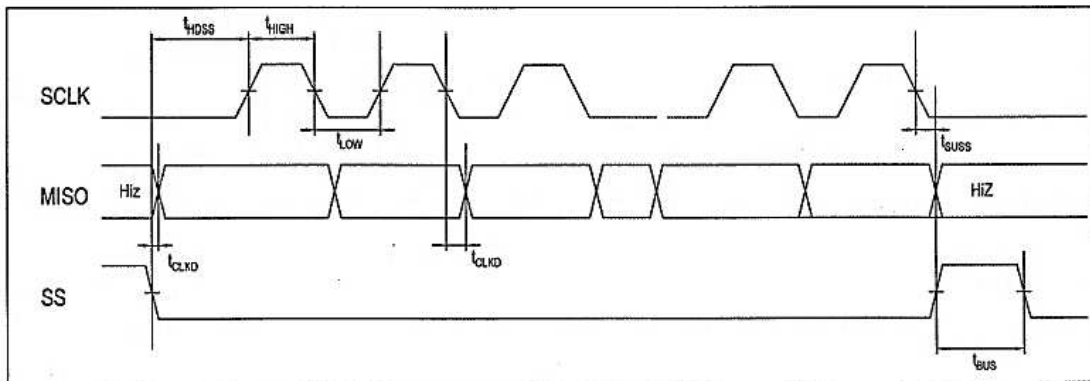 tHDSS tHIGH
SCLK
tLOW
tSUSS
MISO Hiz HiZ
tCLKD tCLKD
SS
tBUS